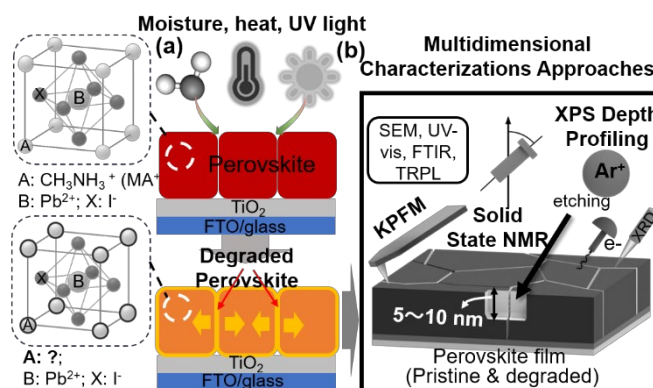 Moisture, heat, UV light
(a)
X
B
A
A: CH₃NH₃⁺ (MA⁺
B: Pb²⁺; X: I⁻
Perovskite
TiO₂
FTO/glass
Degraded
Perovskite
X
B
A
A: ?;
B: Pb²⁺; X: I⁻
TiO₂
FTO/glass
(b)
Multidimensional
Characterizations Approaches
SEM, UV-
vis, FTIR,
TRPL
XPS Depth
Profiling
Ar⁺
etching
KPFM
Solid
State NMR
e-
XRD
5～10 nm
Perovskite film
(Pristine & degraded)